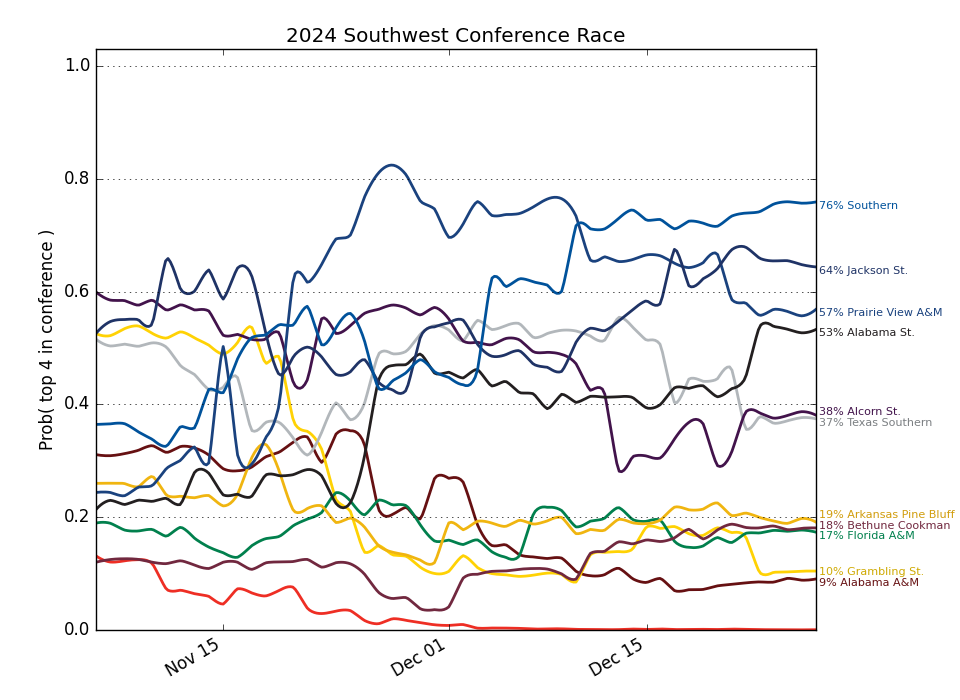 2024 Southwest Conference Race
Prob( top 4 in conference )
1.0
0.8
0.6
0.4
0.2
0.0
Nov 15
Dec 01
Dec 15
76% Southern
64% Jackson St.
57% Prairie View A&M
53% Alabama St.
38% Alcorn St.
37% Texas Southern
19% Arkansas Pine Bluff
18% Bethune Cookman
17% Florida A&M
10% Grambling St.
9% Alabama A&M